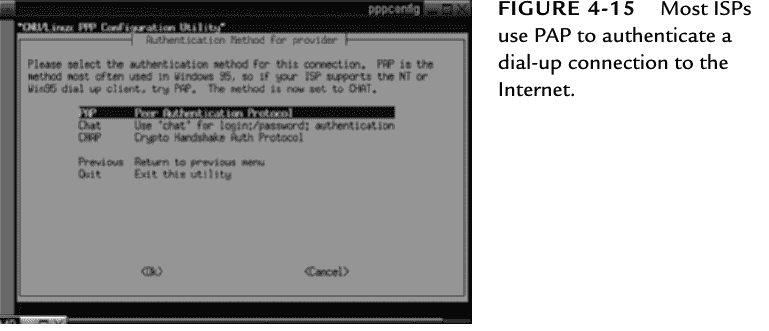 pppconfig
"GNU/Linux PPP Configuration Utility"
Authentication Method for provider
Please select the authentication method for this connection. PAP is the
method most often used in Windows 95, so if your ISP supports the NT or
Win95 dial up client, try PAP. The method is now set to CHAT.
PAP Peer Authentication Protocol
Chat Use "chat" for login:/password: authentication
CHAP Crypto Handshake Auth Protocol
Previous Return to previous menu
Quit Exit this utility
<Ok> <Cancel>
FIGURE 4-15 Most ISPs
use PAP to authenticate a
dial-up connection to the
Internet.